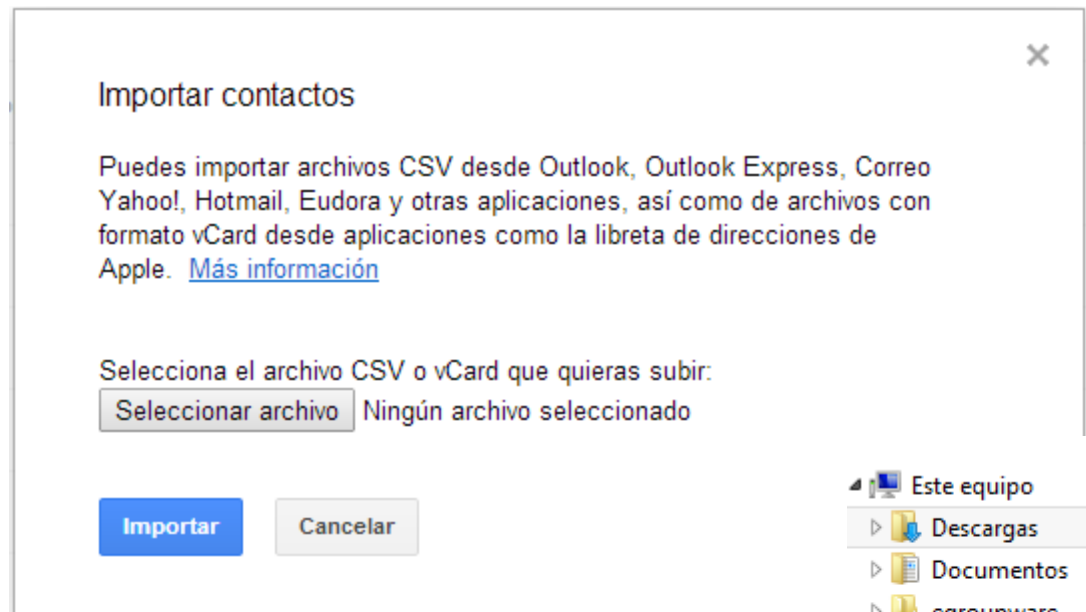 Importar contactos
Puedes importar archivos CSV desde Outlook, Outlook Express, Correo
Yahoo!, Hotmail, Eudora y otras aplicaciones, así como de archivos con
formato vCard desde aplicaciones como la libreta de direcciones de
Apple. Más información
Selecciona el archivo CSV o vCard que quieras subir:
Seleccionar archivo Ningún archivo seleccionado
Importar Cancelar
Este equipo
Descargas
Documentos